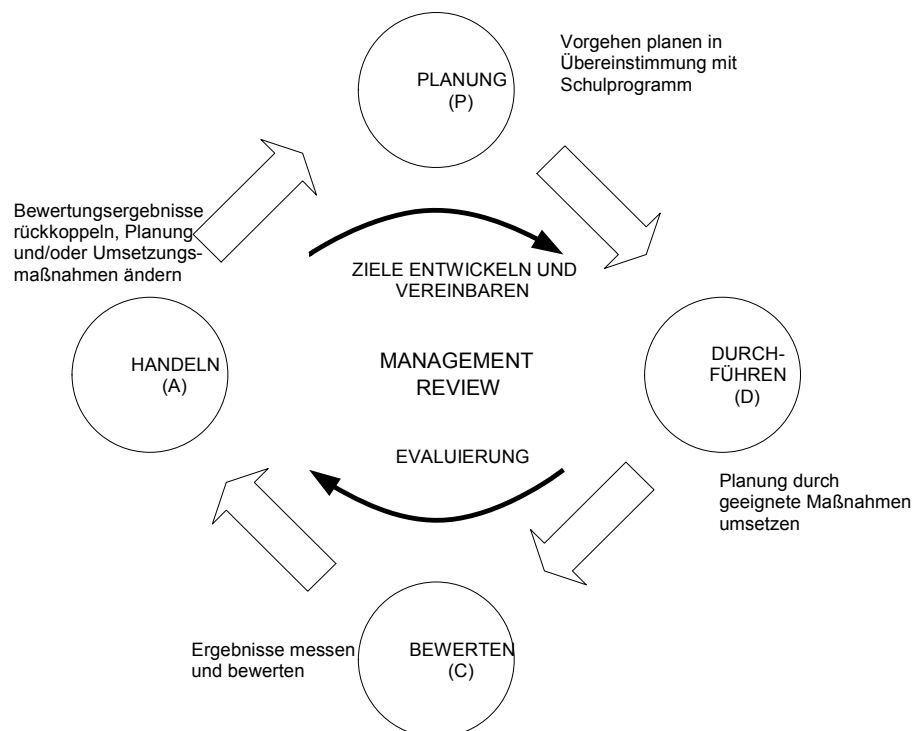 PLANUNG
(P)
Vorgehen planen in
Übereinstimmung mit
Schulprogramm
Bewertungsergebnisse
rückkoppeln, Planung
und/oder Umsetzungs-
maßnahmen ändern
ZIELE ENTWICKELN UND
VEREINBAREN
HANDELN
(A)
MANAGEMENT
REVIEW
DURCH-
FÜHREN
(D)
EVALUIERUNG
Planung durch
geeignete Maßnahmen
umsetzen
Ergebnisse messen
und bewerten
BEWERTEN
(C)